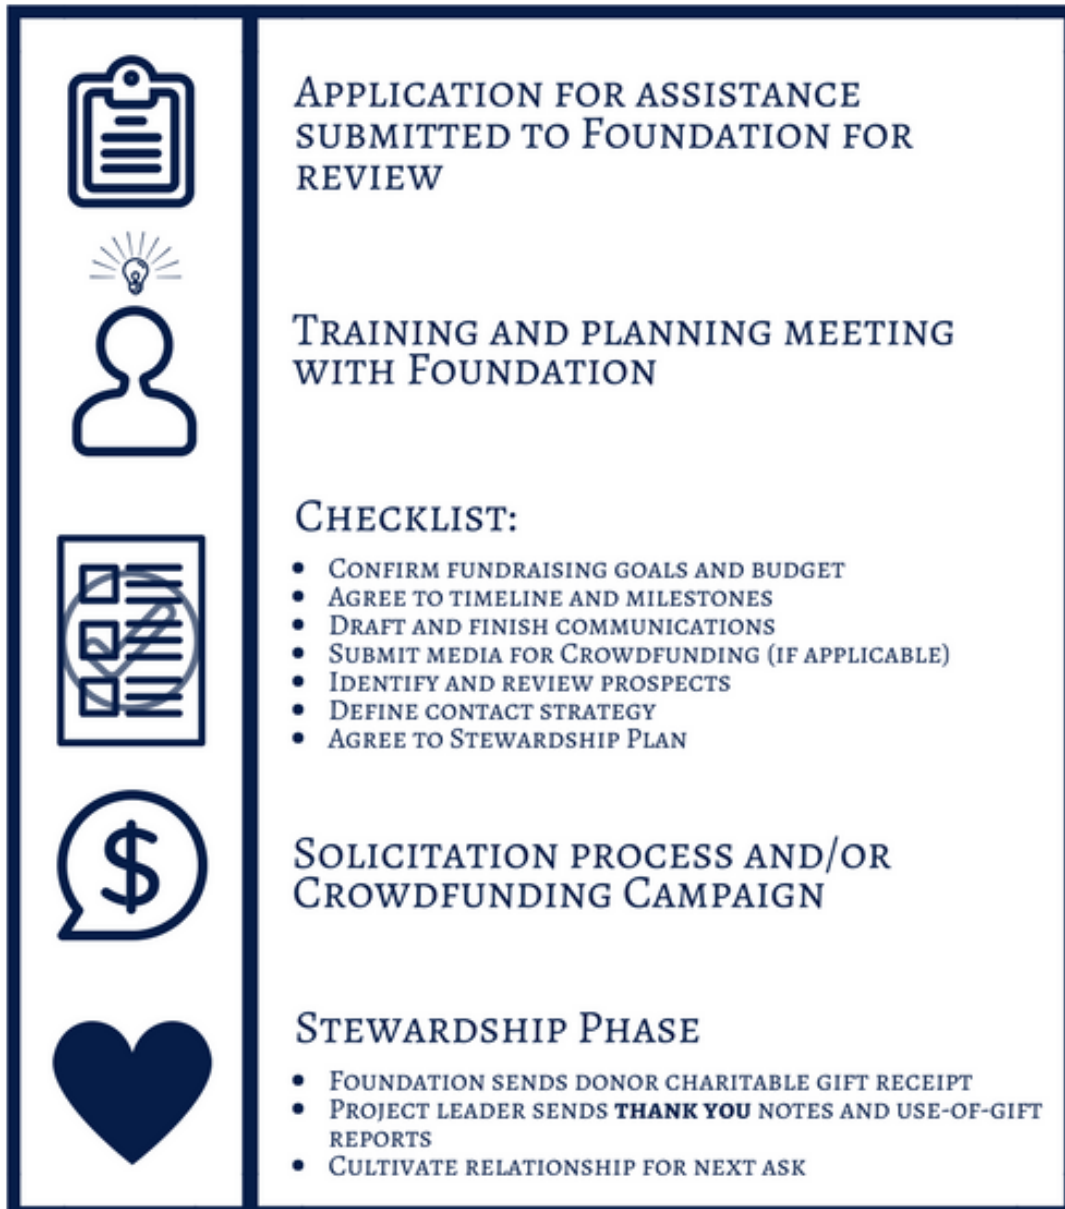 Application for assistance
submitted to Foundation for
review
Training and planning meeting
with Foundation
Checklist:
• Confirm fundraising goals and budget
• Agree to timeline and milestones
• Draft and finish communications
• Submit media for Crowdfunding (if applicable)
• Identify and review prospects
• Define contact strategy
• Agree to Stewardship Plan
$
Solicitation process and/or
Crowdfunding Campaign
Stewardship Phase
• Foundation sends donor charitable gift receipt
• Project leader sends thank you notes and use-of-gift
reports
• Cultivate relationship for next ask